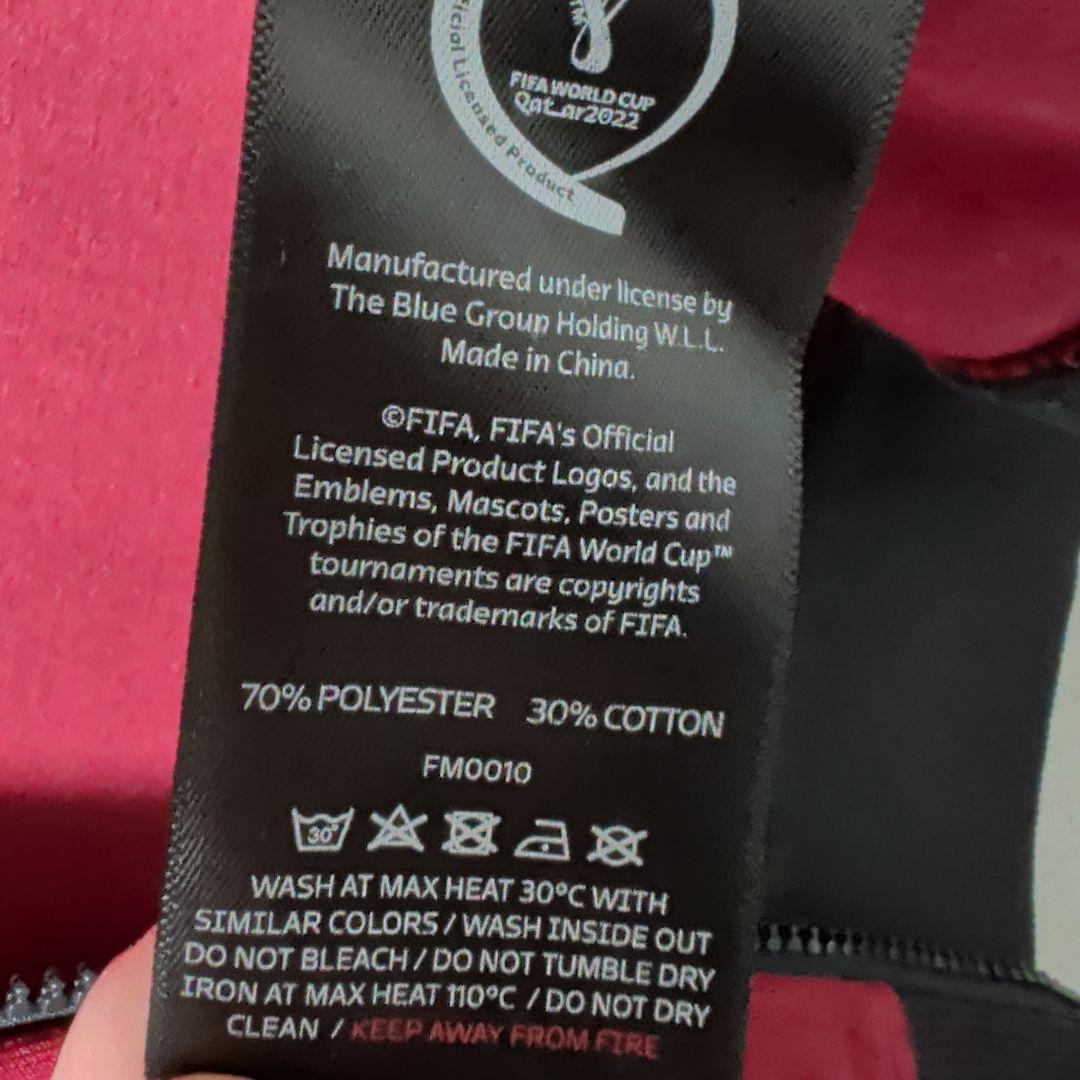 TM
FIFA WORLD CUP
Qatar2022
Official Licensed Product
Manufactured under license by
The Blue Group Holding W.L.L.
Made in China.
©FIFA, FIFA's Official
Licensed Product Logos, and the
Emblems, Mascots, Posters and
Trophies of the FIFA World Cup™
tournaments are copyrights
and/or trademarks of FIFA.
70% POLYESTER 30% COTTON
FM0010
30°
WASH AT MAX HEAT 30°C WITH
SIMILAR COLORS / WASH INSIDE OUT
DO NOT BLEACH / DO NOT TUMBLE DRY
IRON AT MAX HEAT 110°C / DO NOT DRY
CLEAN / KEEP AWAY FROM FIRE